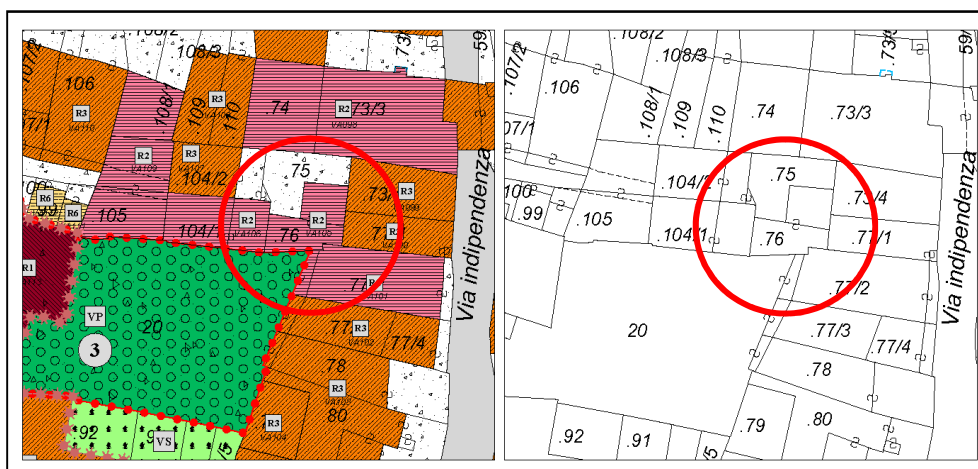 .108/2
108/3
73/
59
107/2
106
R3
VA110
.108/1
R3
.109
.110
.74
R2
73/3
VA098
R2
VA109
R3
104/2
.75
R3
R6
R6
99
.105
104/
R2
R2
.76
R1
Via indipendenza
VP
20
3
R3
VA102
77/4
.78
R3
80
R3
VA104
.92
VS
/5
108/2
.108/3
.73/
59
.107/2
.106
.108/1
.109
.110
.74
.73/3
07/1
100
.99
.105
.104/2
.104/1
.75
.73/4
.76
.77/1
Via indipendenza
.77/2
20
.77/3
.77/4
.78
.79
.80
.92
.91
/5